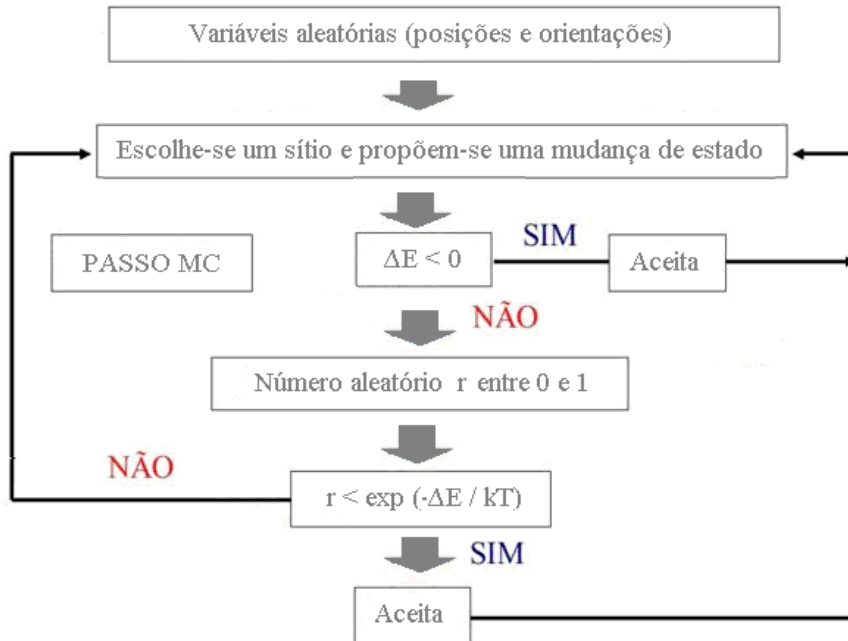 Variáveis aleatórias (posições e orientações)
Escolhe-se um sítio e propõem-se uma mudança de estado
PASSO MC
ΔE < 0
SIM
Aceita
NÃO
Número aleatório r entre 0 e 1
NÃO
r < exp (-ΔE / kT)
SIM
Aceita